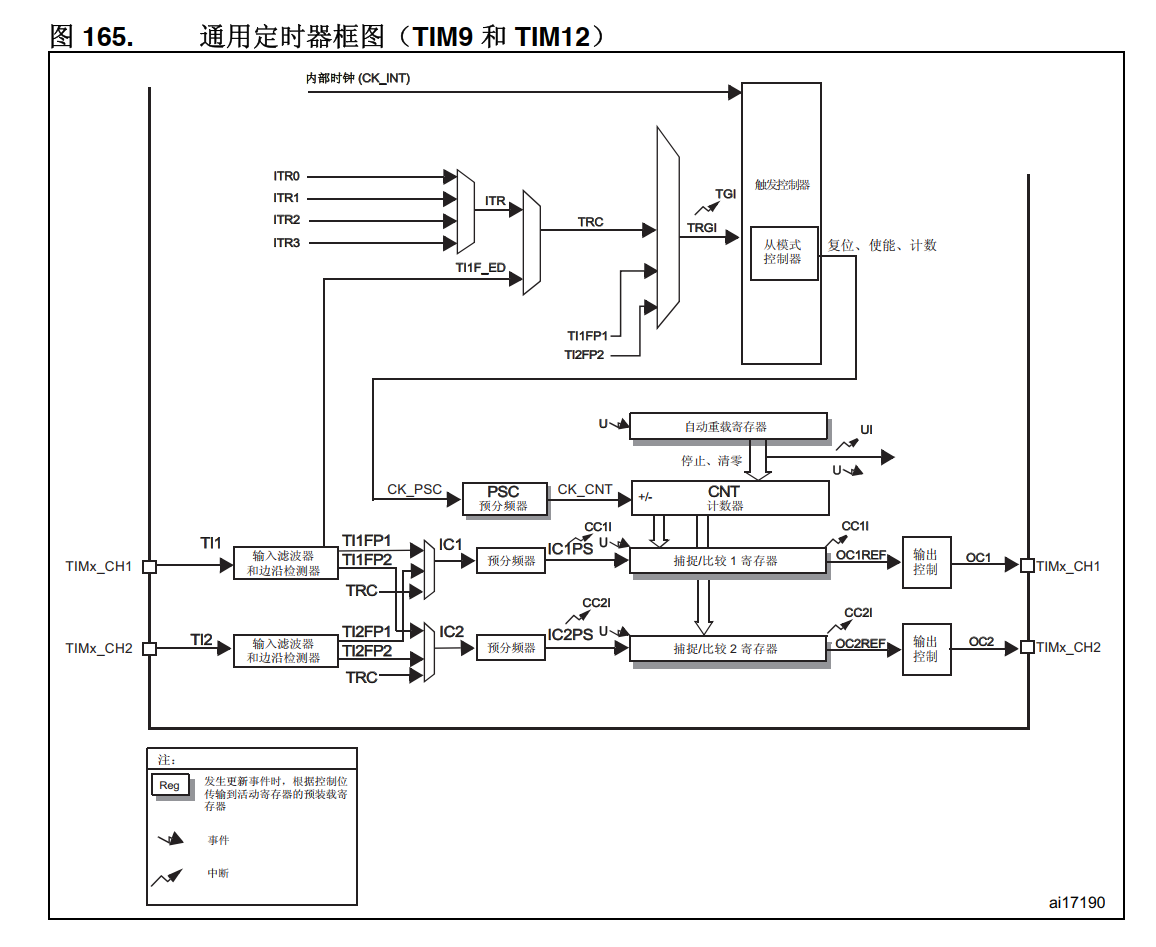 图 165. 通用定时器框图（TIM9 和 TIM12）
内部时钟 (CK_INT)
ITR0
ITR1
ITR2
ITR3
ITR
TI1F_ED
TRC
TI1FP1
TI2FP2
TGI
TRGI
触发控制器
从模式
控制器
复位、使能、计数
U
自动重载寄存器
停止、清零
UI
U
CK_PSC
PSC
预分频器
CK_CNT
+/-
CNT
计数器
TIMx_CH1
TI1
输入滤波器
和边沿检测器
TI1FP1
TI1FP2
TRC
IC1
预分频器
CC1I
IC1PS
U
捕捉/比较 1 寄存器
CC1I
OC1REF
输出
控制
OC1
TIMx_CH1
TIMx_CH2
TI2
输入滤波器
和边沿检测器
TI2FP1
TI2FP2
TRC
IC2
预分频器
CC2I
IC2PS
U
捕捉/比较 2 寄存器
CC2I
OC2REF
输出
控制
OC2
TIMx_CH2
注：
Reg
发生更新事件时，根据控制位
传输到活动寄存器的预装载寄
存器
事件
中断
ai17190